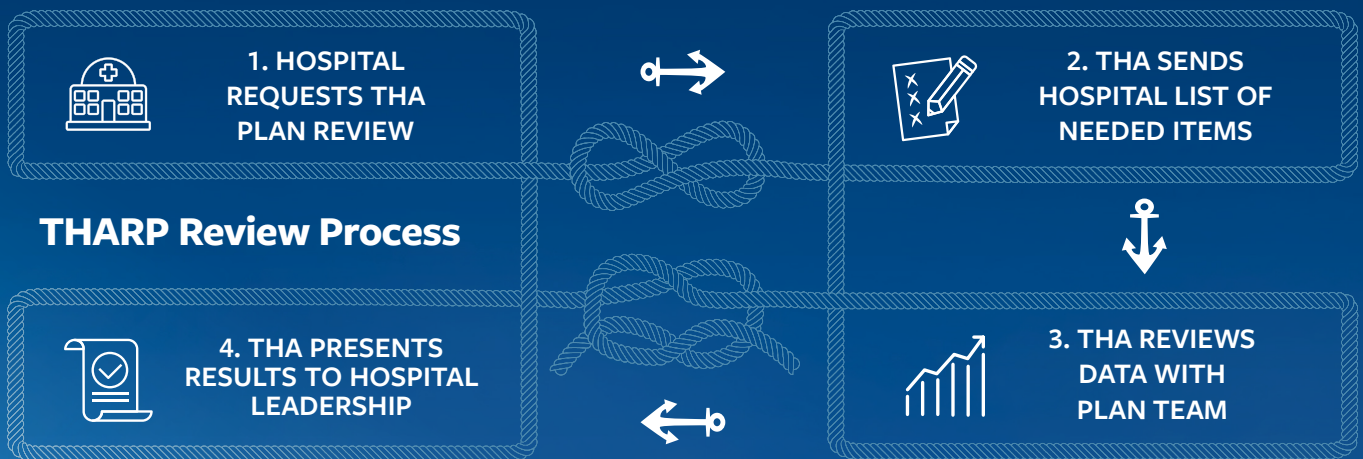 1. HOSPITAL
REQUESTS THA
PLAN REVIEW
2. THA SENDS
HOSPITAL LIST OF
NEEDED ITEMS
THARP Review Process
3. THA REVIEWS
DATA WITH
PLAN TEAM
4. THA PRESENTS
RESULTS TO HOSPITAL
LEADERSHIP